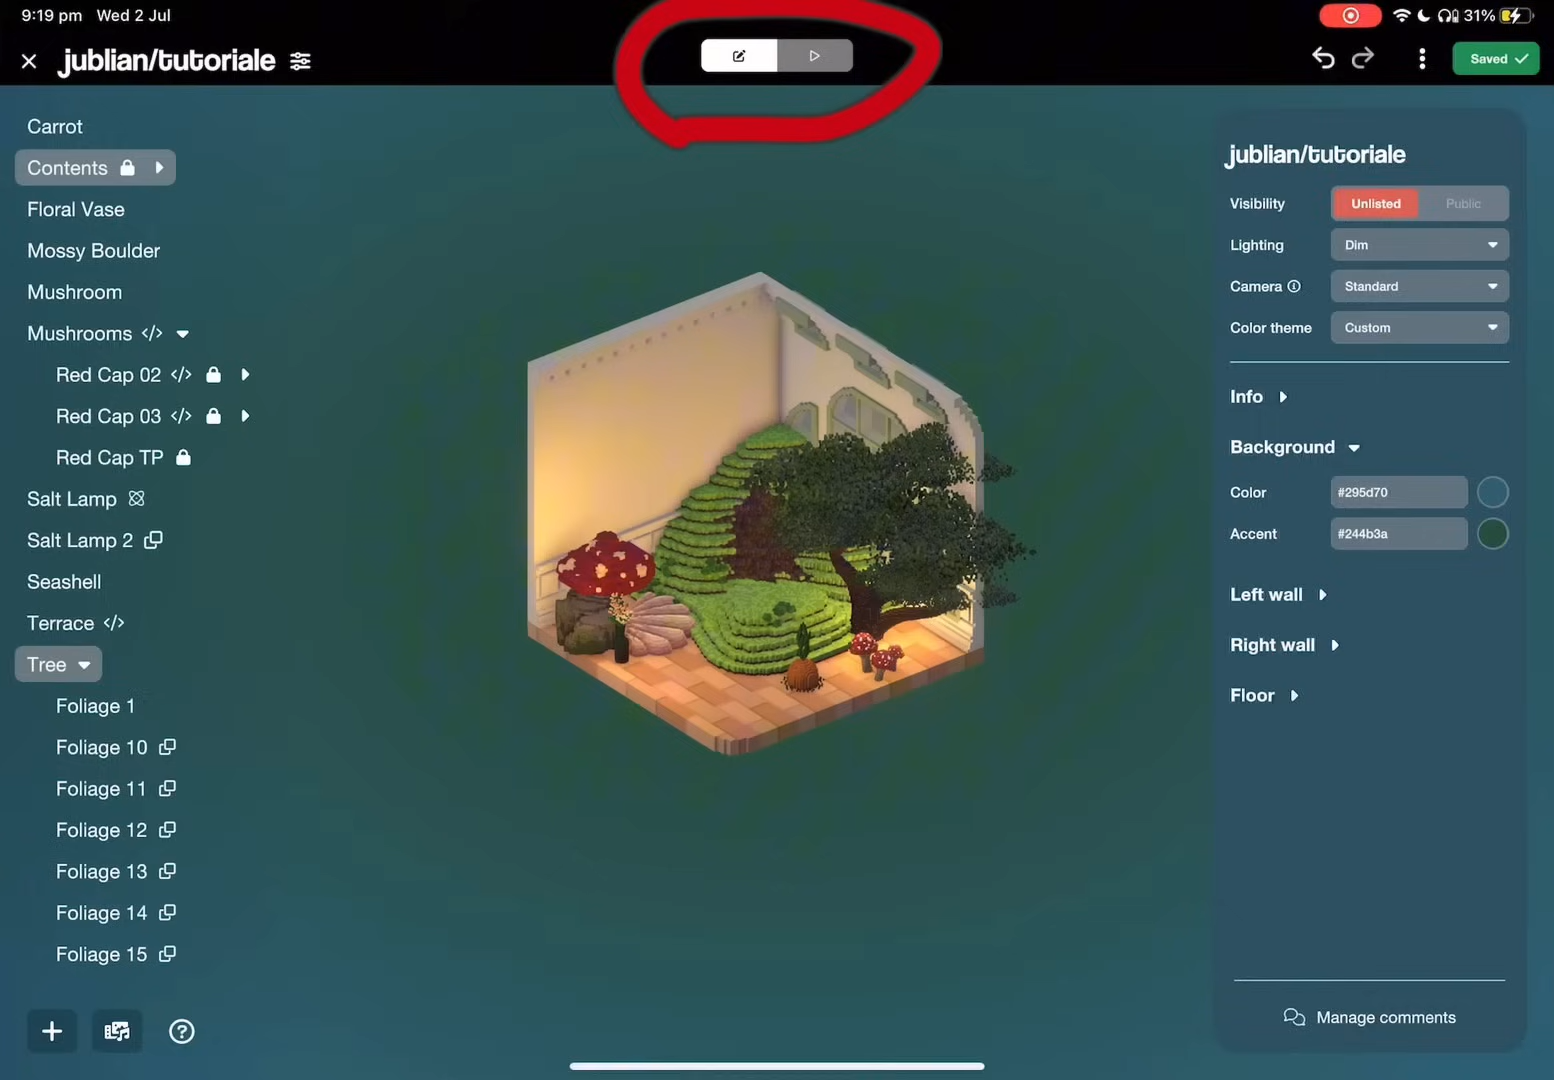 9:19 pm Wed 2 Jul
31%
jublian/tutoriale
Saved
Carrot
Contents
Floral Vase
Mossy Boulder
Mushroom
Mushrooms </>
Red Cap 02 </>
Red Cap 03 </>
Red Cap TP
Salt Lamp
Salt Lamp 2
Seashell
Terrace </>
Tree
Foliage 1
Foliage 10
Foliage 11
Foliage 12
Foliage 13
Foliage 14
Foliage 15
jublian/tutoriale
Visibility Unlisted Public
Lighting Dim
Camera Standard
Color theme Custom
Info
Background
Color #295d70
Accent #244b3a
Left wall
Right wall
Floor
Manage comments